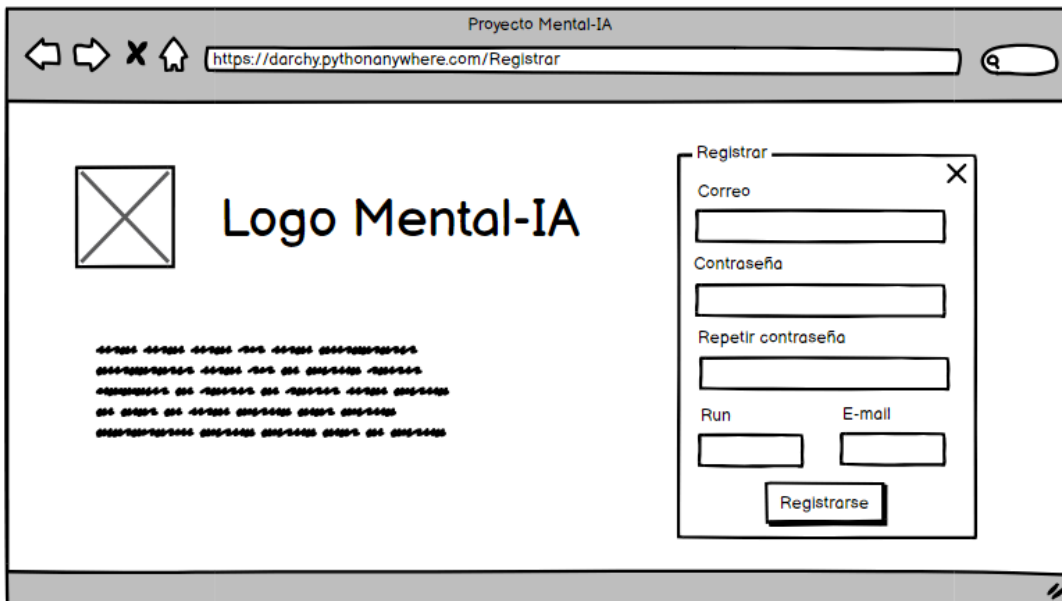 Proyecto Mental-IA
https://darchy.pythonanywhere.com/Registrar
Logo Mental-IA
Registrar
Correo
Contraseña
Repetir contraseña
Run
E-mail
Registrarse